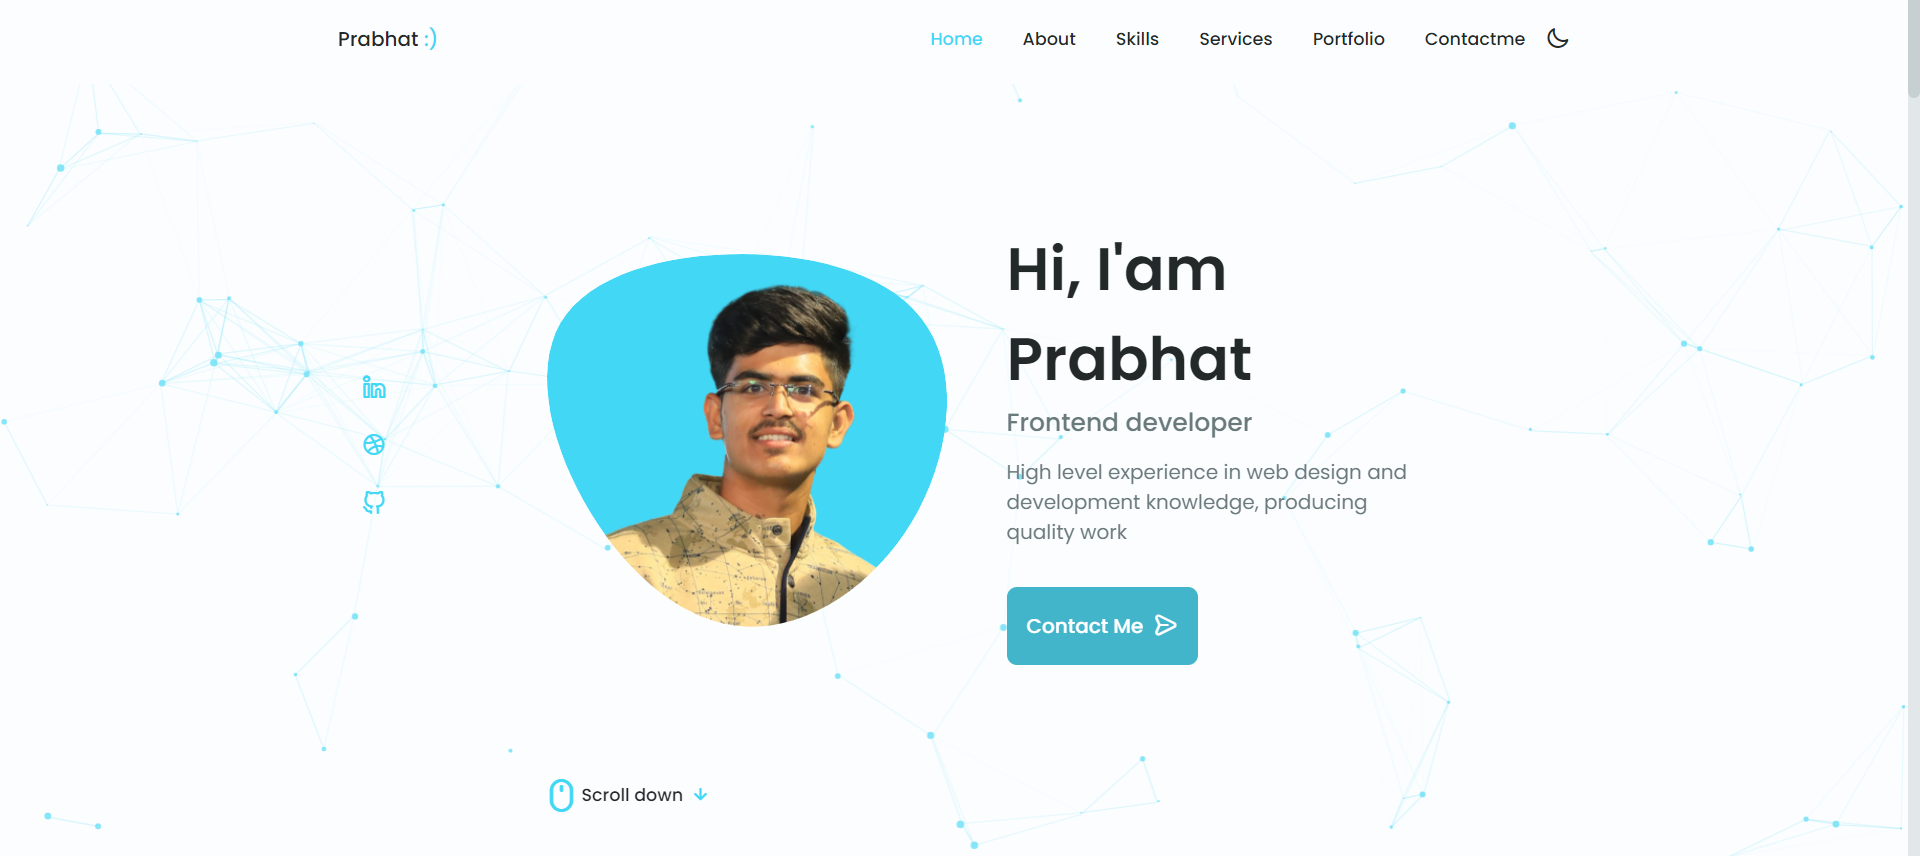 Prabhat :)
Home About Skills Services Portfolio Contactme
Hi, I'am
Prabhat
Frontend developer
High level experience in web design and
development knowledge, producing
quality work
Contact Me
Scroll down